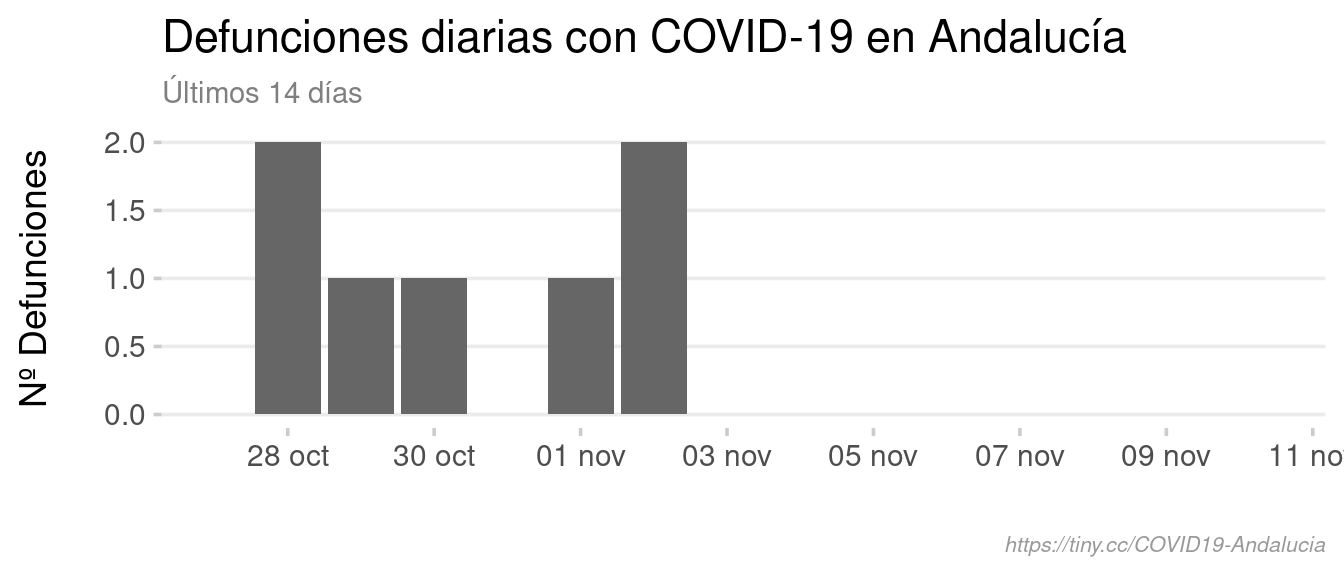 Defunciones diarias con COVID-19 en Andalucía
Últimos 14 días
Nº Defunciones
2.0
1.5
1.0
0.5
0.0
28 oct 30 oct 01 nov 03 nov 05 nov 07 nov 09 nov 11 no
https://tiny.cc/COVID19-Andalucia